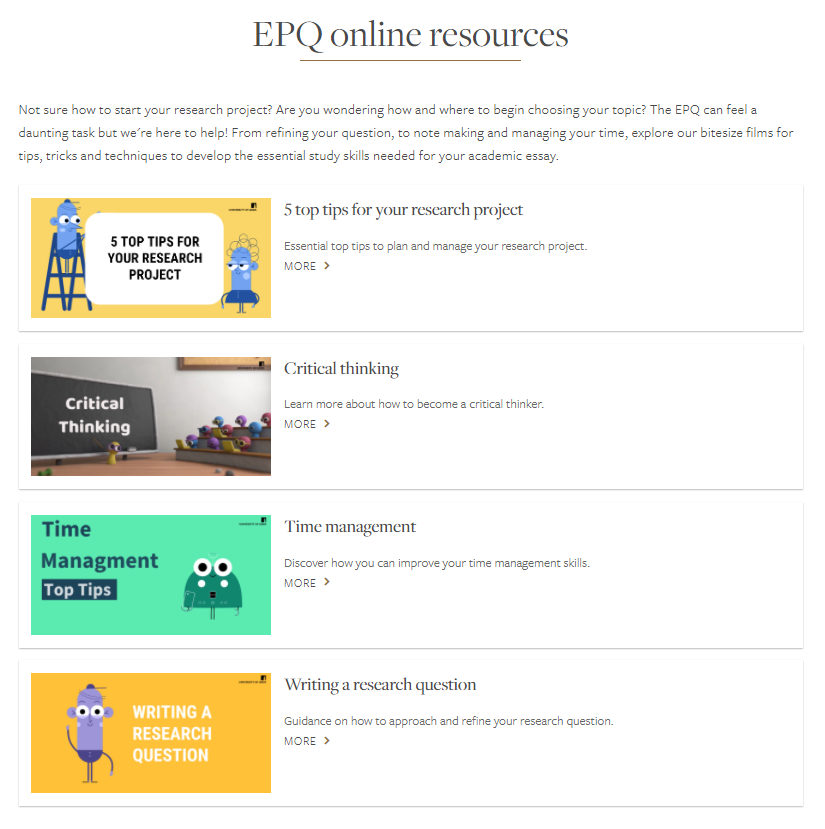 EPQ online resources
Not sure how to start your research project? Are you wondering how and where to begin choosing your topic? The EPQ can feel a
daunting task but we're here to help! From refining your question, to note making and managing your time, explore our bitesize films for
tips, tricks and techniques to develop the essential study skills needed for your academic essay.
5 TOP TIPS FOR
YOUR RESEARCH
PROJECT
5 top tips for your research project
Essential top tips to plan and manage your research project.
MORE
Critical
Thinking
Critical thinking
Learn more about how to become a critical thinker.
MORE
Time
Managment
Top Tips
Time management
Discover how you can improve your time management skills.
MORE
WRITING A
RESEARCH
QUESTION
Writing a research question
Guidance on how to approach and refine your research question.
MORE